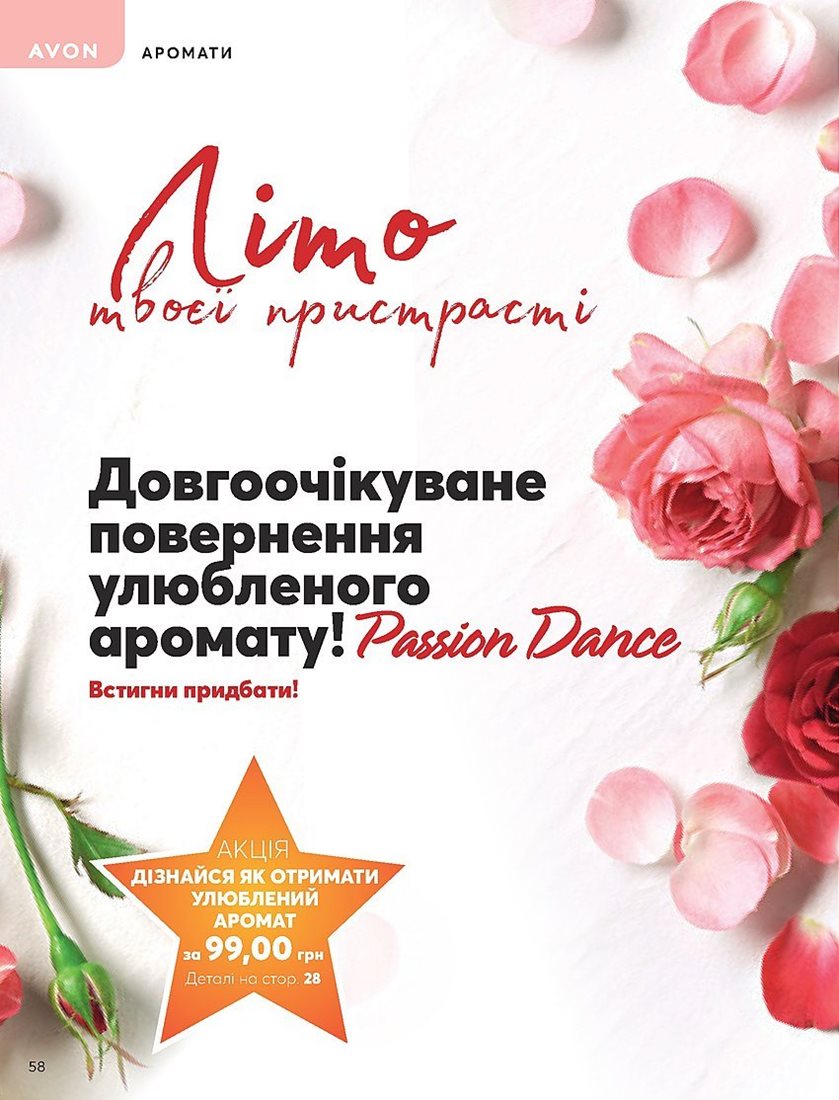 AVON
АРОМАТИ
Літо
твоєї пристрасті
Довгоочікуване
повернення
улюбленого
аромату! Passion Dance
Встигни придбати!
АКЦІЯ
ДІЗНАЙСЯ ЯК ОТРИМАТИ
УЛЮБЛЕНИЙ
АРОМАТ
за 99,00 грн
Деталі на стор. 28
58